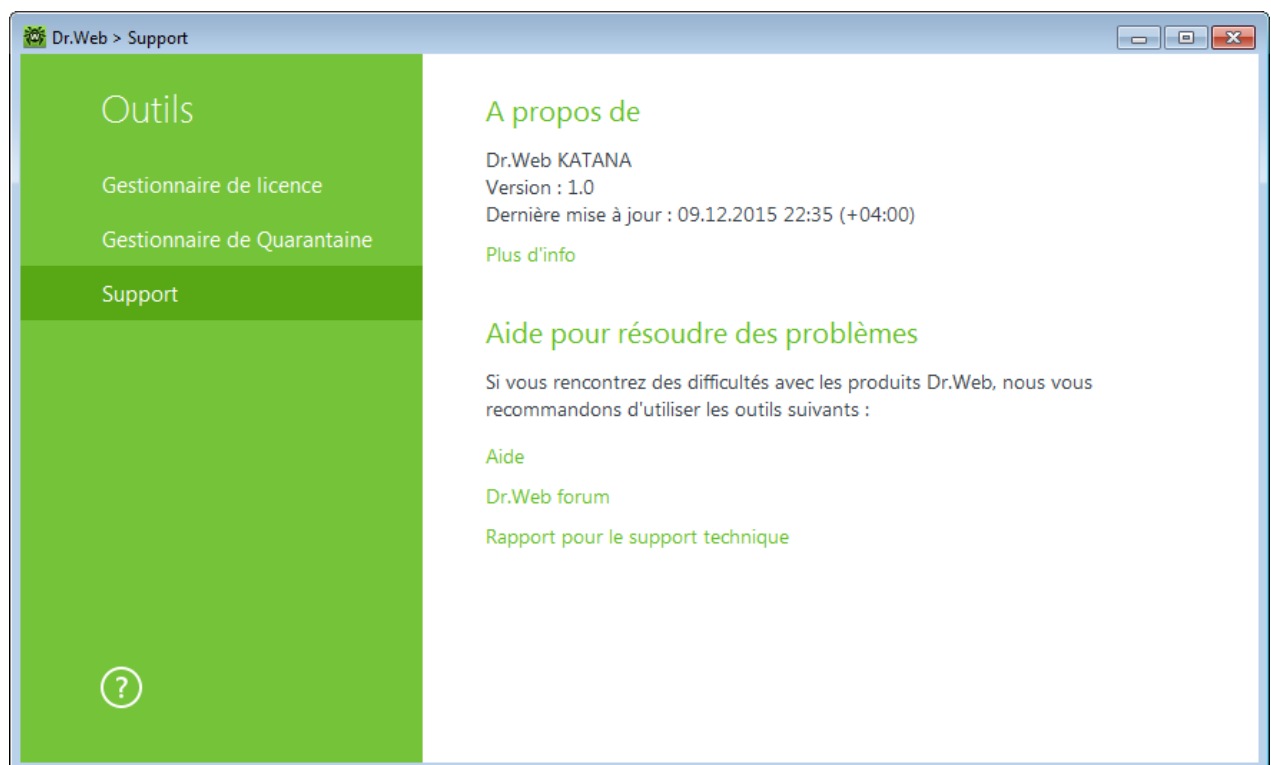 Dr.Web > Support
Outils
Gestionnaire de licence
Gestionnaire de Quarantaine
Support
?
A propos de
Dr.Web KATANA
Version : 1.0
Dernière mise à jour : 09.12.2015 22:35 (+04:00)
Plus d'info
Aide pour résoudre des problèmes
Si vous rencontrez des difficultés avec les produits Dr.Web, nous vous
recommandons d'utiliser les outils suivants :
Aide
Dr.Web forum
Rapport pour le support technique